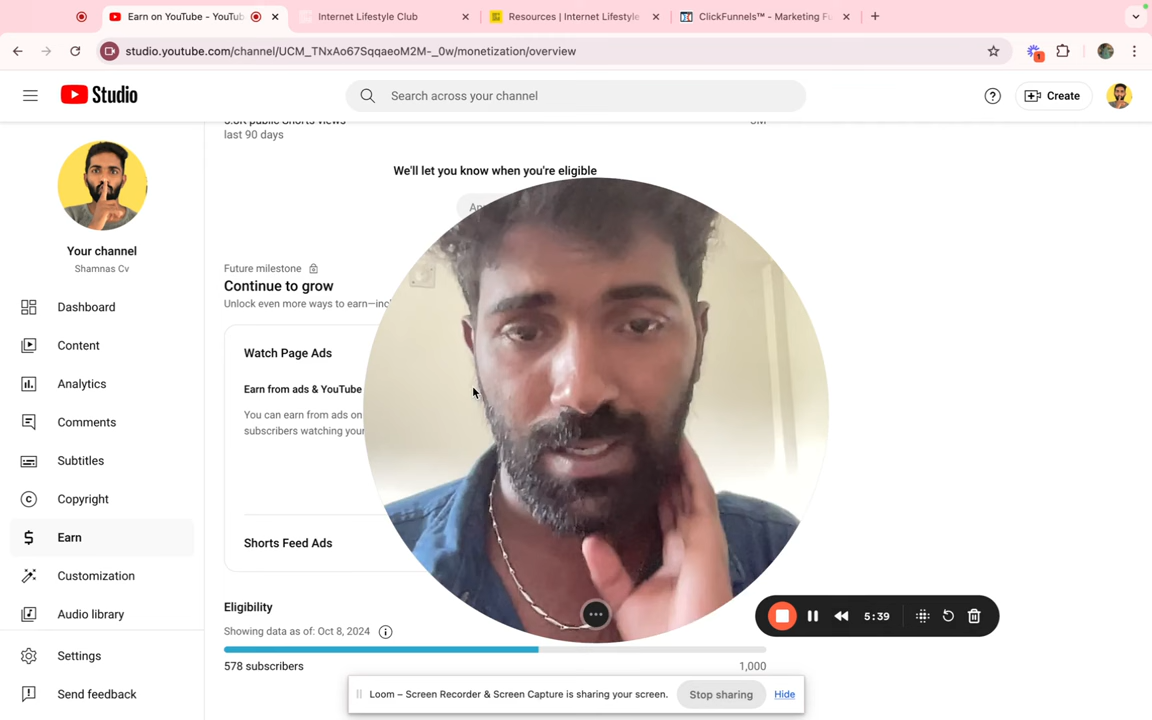 Earn on YouTube - YouTub
Internet Lifestyle Club
Resources | Internet Lifestyle
ClickFunnels™ - Marketing Fu
studio.youtube.com/channel/UCM_TNxAo67SqqaeoM2M-_0w/monetization/overview
1
Studio
Search across your channel
Create
last 90 days
We'll let you know when you're eligible
Your channel
Shamnas Cv
Future milestone
Continue to grow
Unlock even more ways to earn—inc
Dashboard
Content
Analytics
Comments
Subtitles
Copyright
Earn
Customization
Audio library
Settings
Send feedback
Watch Page Ads
Earn from ads & YouTube
You can earn from ads on
subscribers watching your
Shorts Feed Ads
5:39
Eligibility
Showing data as of: Oct 8, 2024
578 subscribers
1,000
Loom – Screen Recorder & Screen Capture is sharing your screen.
Stop sharing
Hide